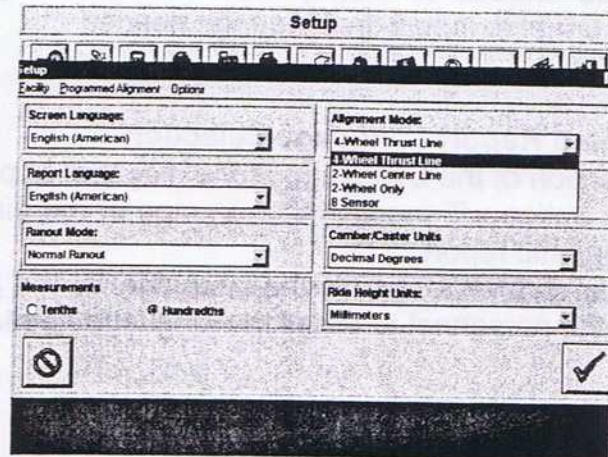 Setup
Setup
Facility Programmed Alignment Options
Screen Language:
English (American)
Report Language:
English (American)
Runout Mode:
Normal Runout
Measurements
Tenths Hundredths
Alignment Mode:
4-Wheel Thrust Line
4-Wheel Thrust Line
2-Wheel Center Line
2-Wheel Only
8 Sensor
Camber/Caster Units
Decimal Degrees
Ride Height Units:
Millimeters